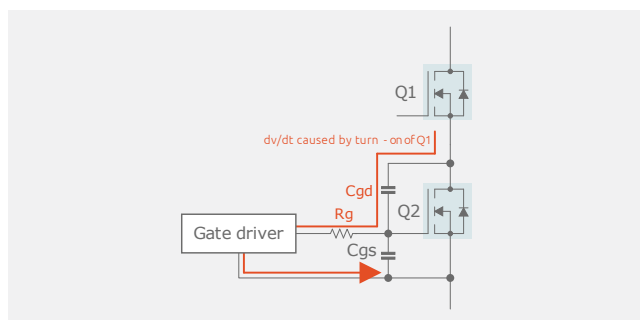 Q1
dv/dt caused by turn - on of Q1
Cgd
Q2
Rg
Gate driver
Cgs